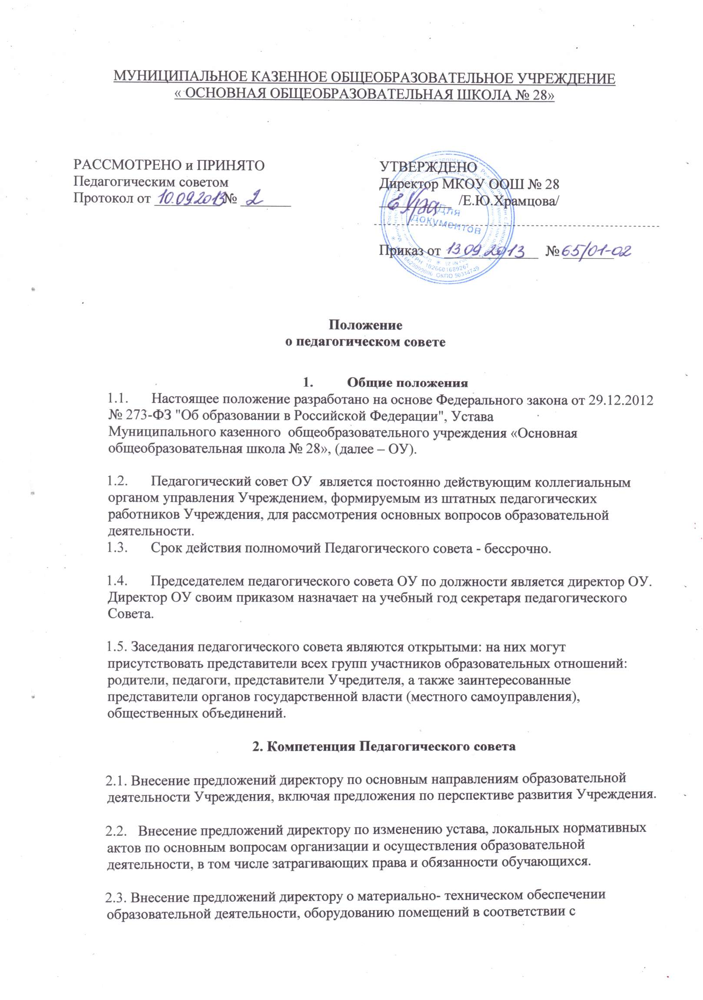 МУНИЦИПАЛЬНОЕ КАЗЕННОЕ ОБЩЕОБРАЗОВАТЕЛЬНОЕ УЧРЕЖДЕНИЕ
« ОСНОВНАЯ ОБЩЕОБРАЗОВАТЕЛЬНАЯ ШКОЛА № 28»
РАССМОТРЕНО и ПРИНЯТО
Педагогическим советом
Протокол от 10.09.2013 № 2
УТВЕРЖДЕНО
Директор МКОУ ООШ № 28
/Е.Ю.Храмцова/
Для
документов
Приказ от 13.09.2013 № 65/01-02
ОГРН 1026601689267
ОКПО 50314749
Положение
о педагогическом совете
1. Общие положения
1.1. Настоящее положение разработано на основе Федерального закона от 29.12.2012
№ 273-ФЗ "Об образовании в Российской Федерации", Устава
Муниципального казенного общеобразовательного учреждения «Основная
общеобразовательная школа № 28», (далее – ОУ).
1.2. Педагогический совет ОУ является постоянно действующим коллегиальным
органом управления Учреждением, формируемым из штатных педагогических
работников Учреждения, для рассмотрения основных вопросов образовательной
деятельности.
1.3. Срок действия полномочий Педагогического совета - бессрочно.
1.4. Председателем педагогического совета ОУ по должности является директор ОУ.
Директор ОУ своим приказом назначает на учебный год секретаря педагогического
Совета.
1.5. Заседания педагогического совета являются открытыми: на них могут
присутствовать представители всех групп участников образовательных отношений:
родители, педагоги, представители Учредителя, а также заинтересованные
представители органов государственной власти (местного самоуправления),
общественных объединений.
2. Компетенция Педагогического совета
2.1. Внесение предложений директору по основным направлениям образовательной
деятельности Учреждения, включая предложения по перспективе развития Учреждения.
2.2. Внесение предложений директору по изменению устава, локальных нормативных
актов по основным вопросам организации и осуществления образовательной
деятельности, в том числе затрагивающих права и обязанности обучающихся.
2.3. Внесение предложений директору о материально- техническом обеспечении
образовательной деятельности, оборудованию помещений в соответствии с